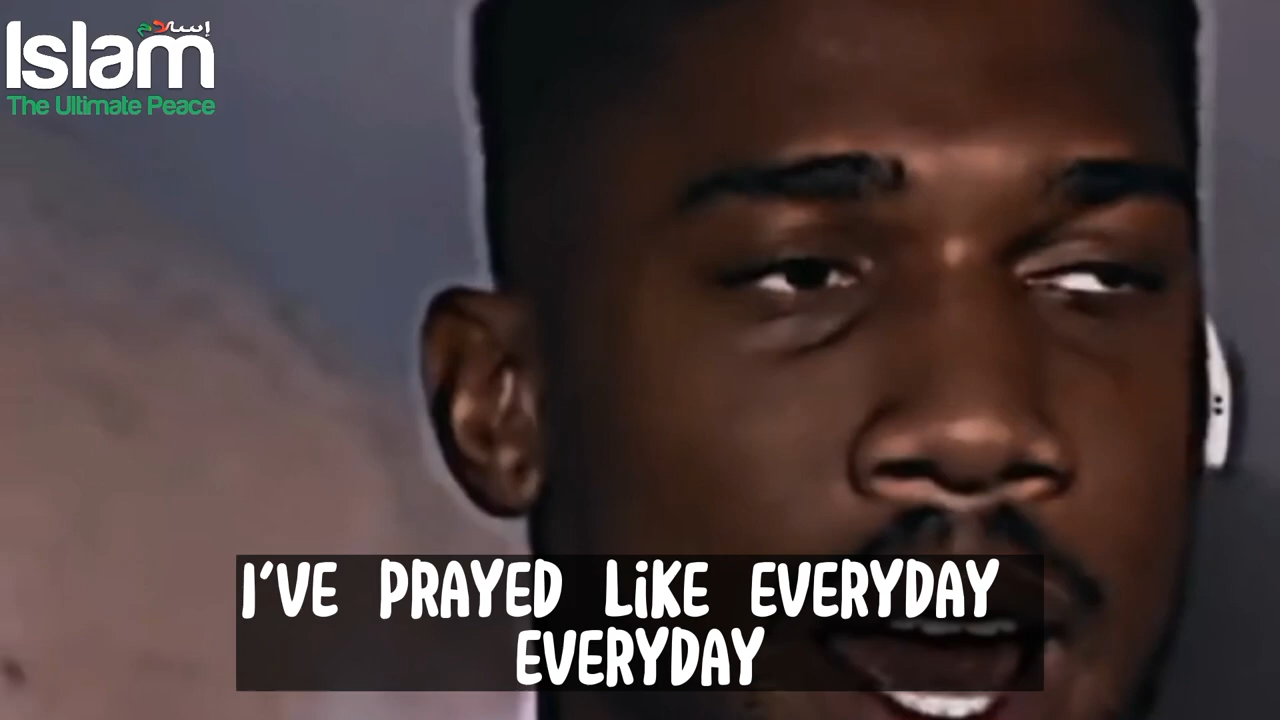 إسلام
Islam
The Ultimate Peace
I'VE PRAYED LiKE EVERYDAY
EVERYDAY